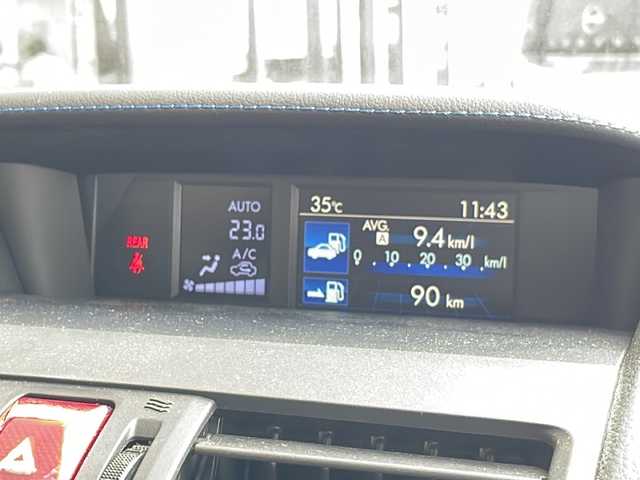 35°C 11:43
AUTO
23.0
REAR
A/C
AVG.
A 9.4 km/l
0 . 10 . 20 . 30 . km/l
90 km
e